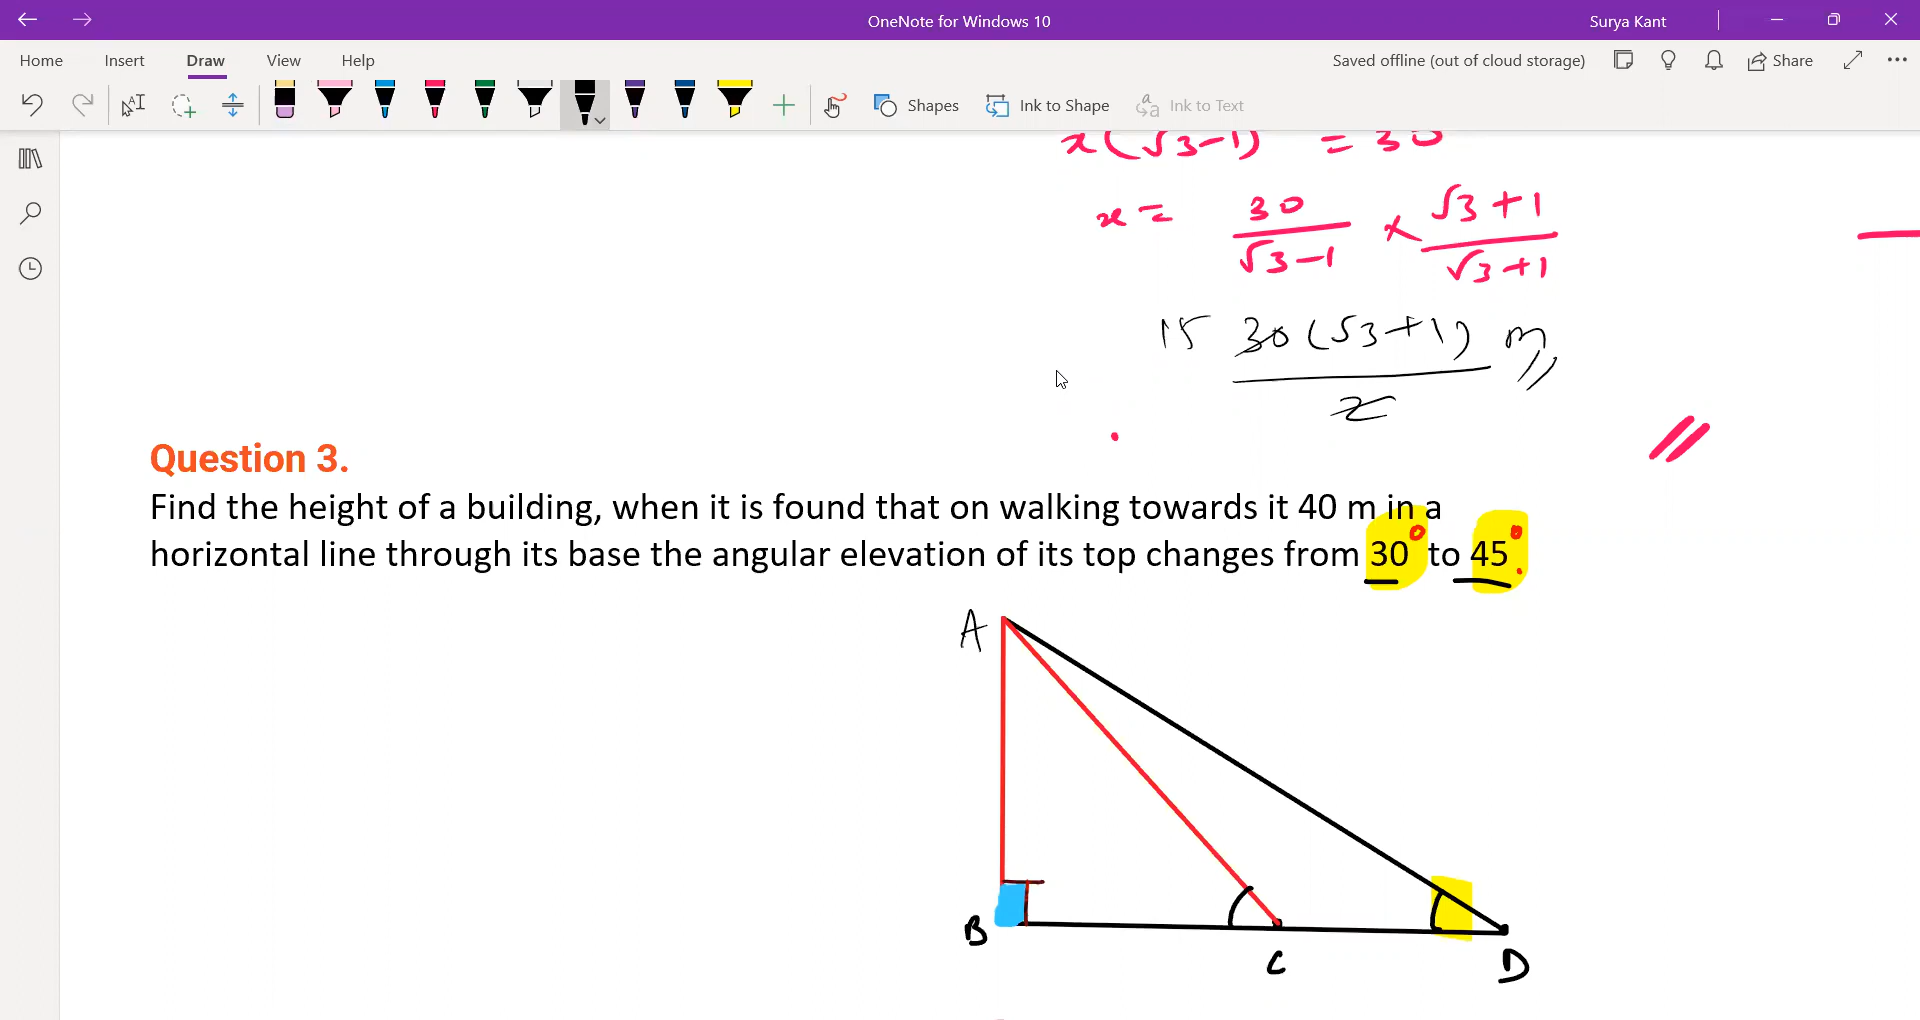 OneNote for Windows 10
Surya Kant
Home Insert Draw View Help
Saved offline (out of cloud storage)
Share
Shapes
Ink to Shape
Ink to Text
x(√3-1) = 30
x = 30/√3-1 × √3+1/√3+1
15 30(√3+1)/2 m
Question 3.
Find the height of a building, when it is found that on walking towards it 40 m in a
horizontal line through its base the angular elevation of its top changes from 30° to 45°.
A
B
C
D